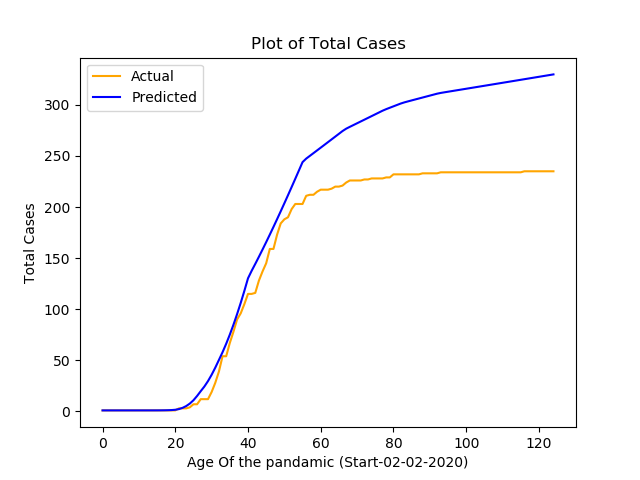 Plot of Total Cases
Actual
Predicted
300
250
200
150
100
50
0
Total Cases
0 20 40 60 80 100 120
Age Of the pandamic (Start-02-02-2020)